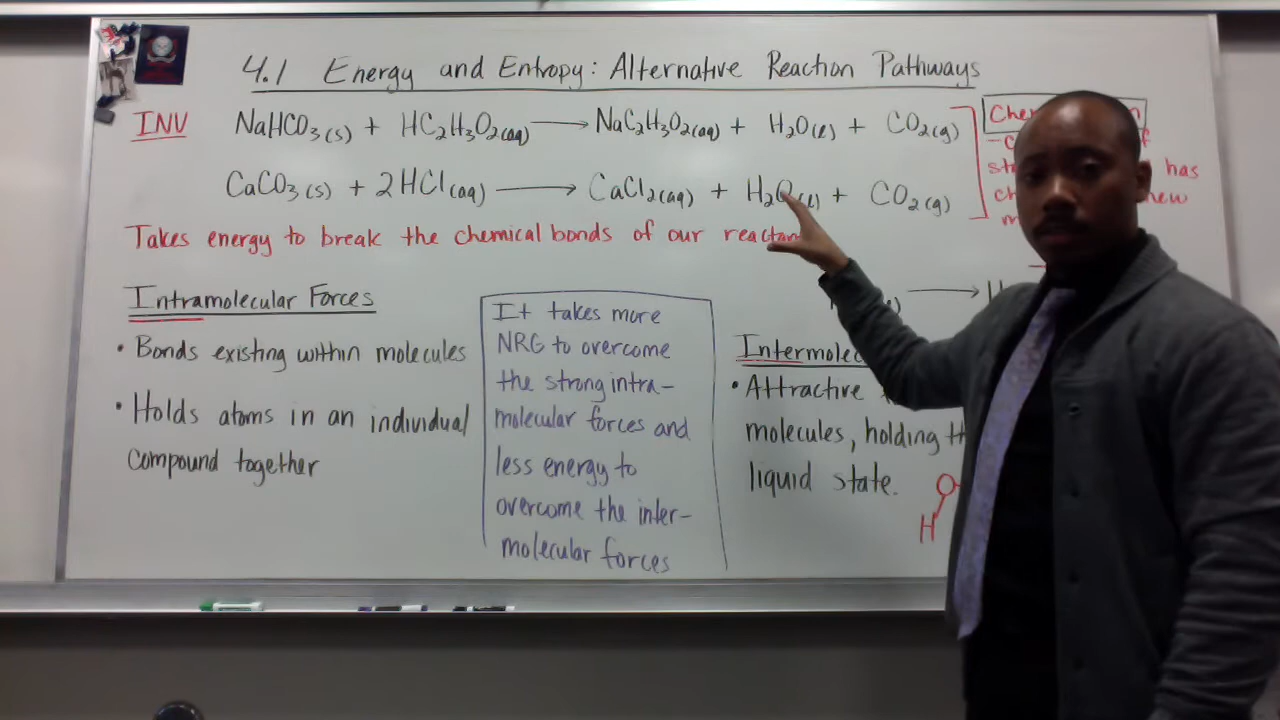 4.1 Energy and Entropy: Alternative Reaction Pathways
INV NaHCO3(s) + HC2H3O2(aq) → NaC2H3O2(aq) + H2O(l) + CO2(g)
CaCO3(s) + 2HCl(aq) → CaCl2(aq) + H2O(l) + CO2(g)
has
new
Takes energy to break the chemical bonds of our
Intramolecular Forces
• Bonds existing within molecules
• Holds atoms in an individual
compound together
It takes more
NRG to overcome
the strong intra-
molecular forces and
less energy to
overcome the inter-
molecular forces
• Attractive
molecules, holding
liquid state.
O
H